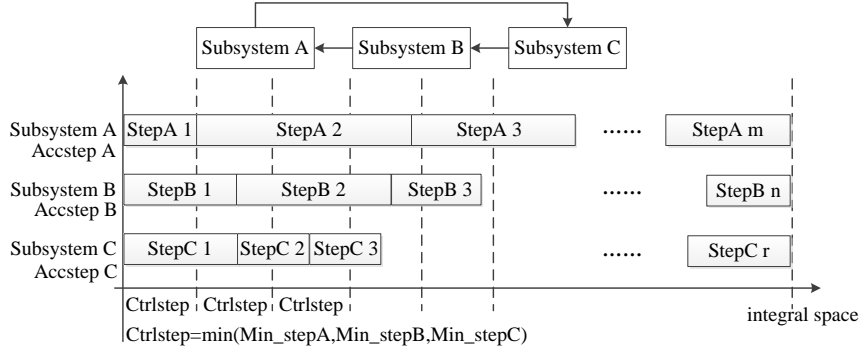 Subsystem A
Subsystem B
Subsystem C
Subsystem A
Accstep A
StepA 1
StepA 2
StepA 3
......
StepA m
Subsystem B
Accstep B
StepB 1
StepB 2
StepB 3
......
StepB n
Subsystem C
Accstep C
StepC 1
StepC 2
StepC 3
......
StepC r
Ctrlstep
Ctrlstep
Ctrlstep
integral space
Ctrlstep=min(Min_stepA,Min_stepB,Min_stepC)